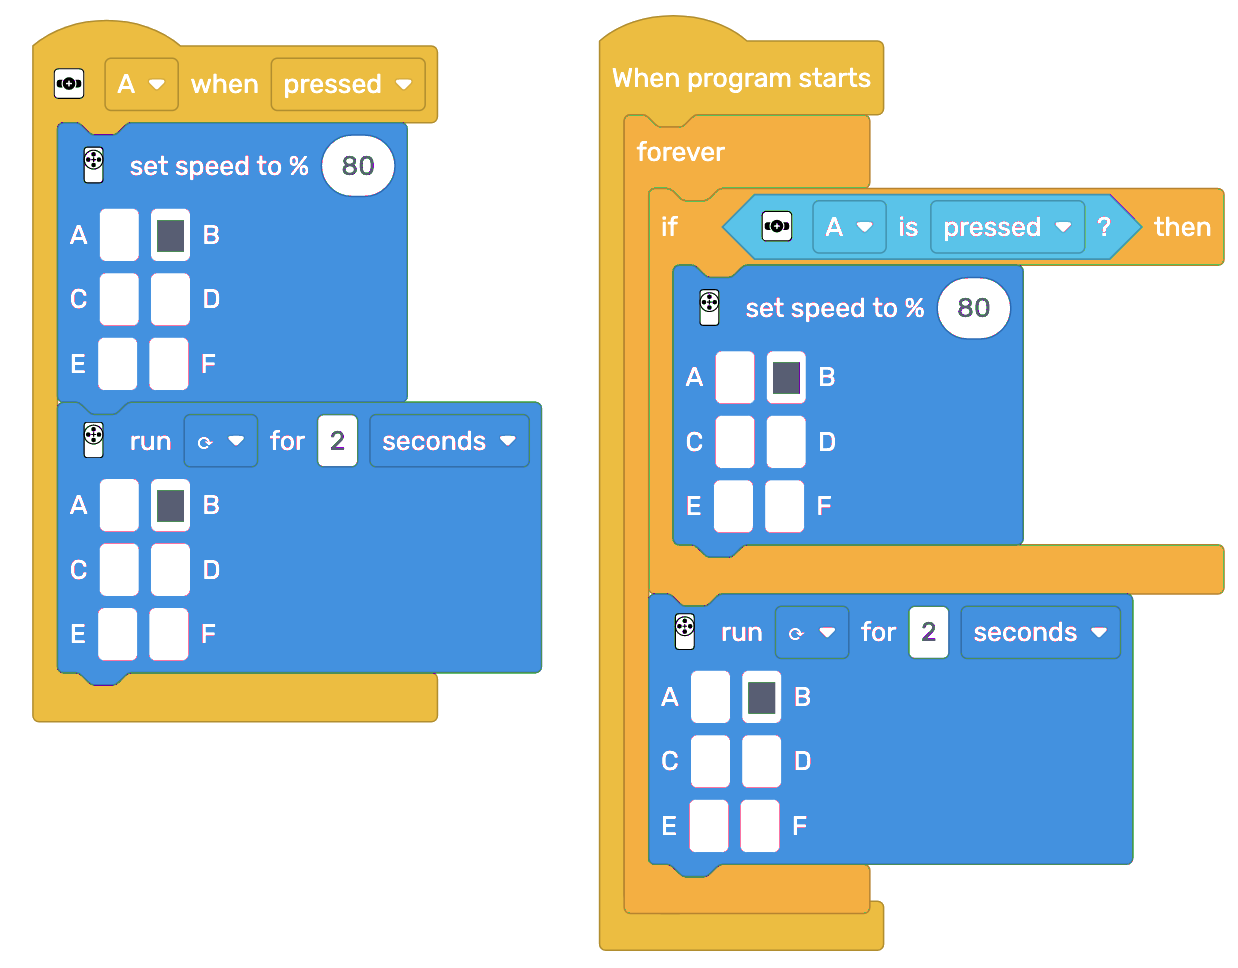 A when pressed
set speed to % 80
A B
C D
E F
run for 2 seconds
A B
C D
E F
When program starts
forever
if A is pressed ? then
set speed to % 80
A B
C D
E F
run for 2 seconds
A B
C D
E F